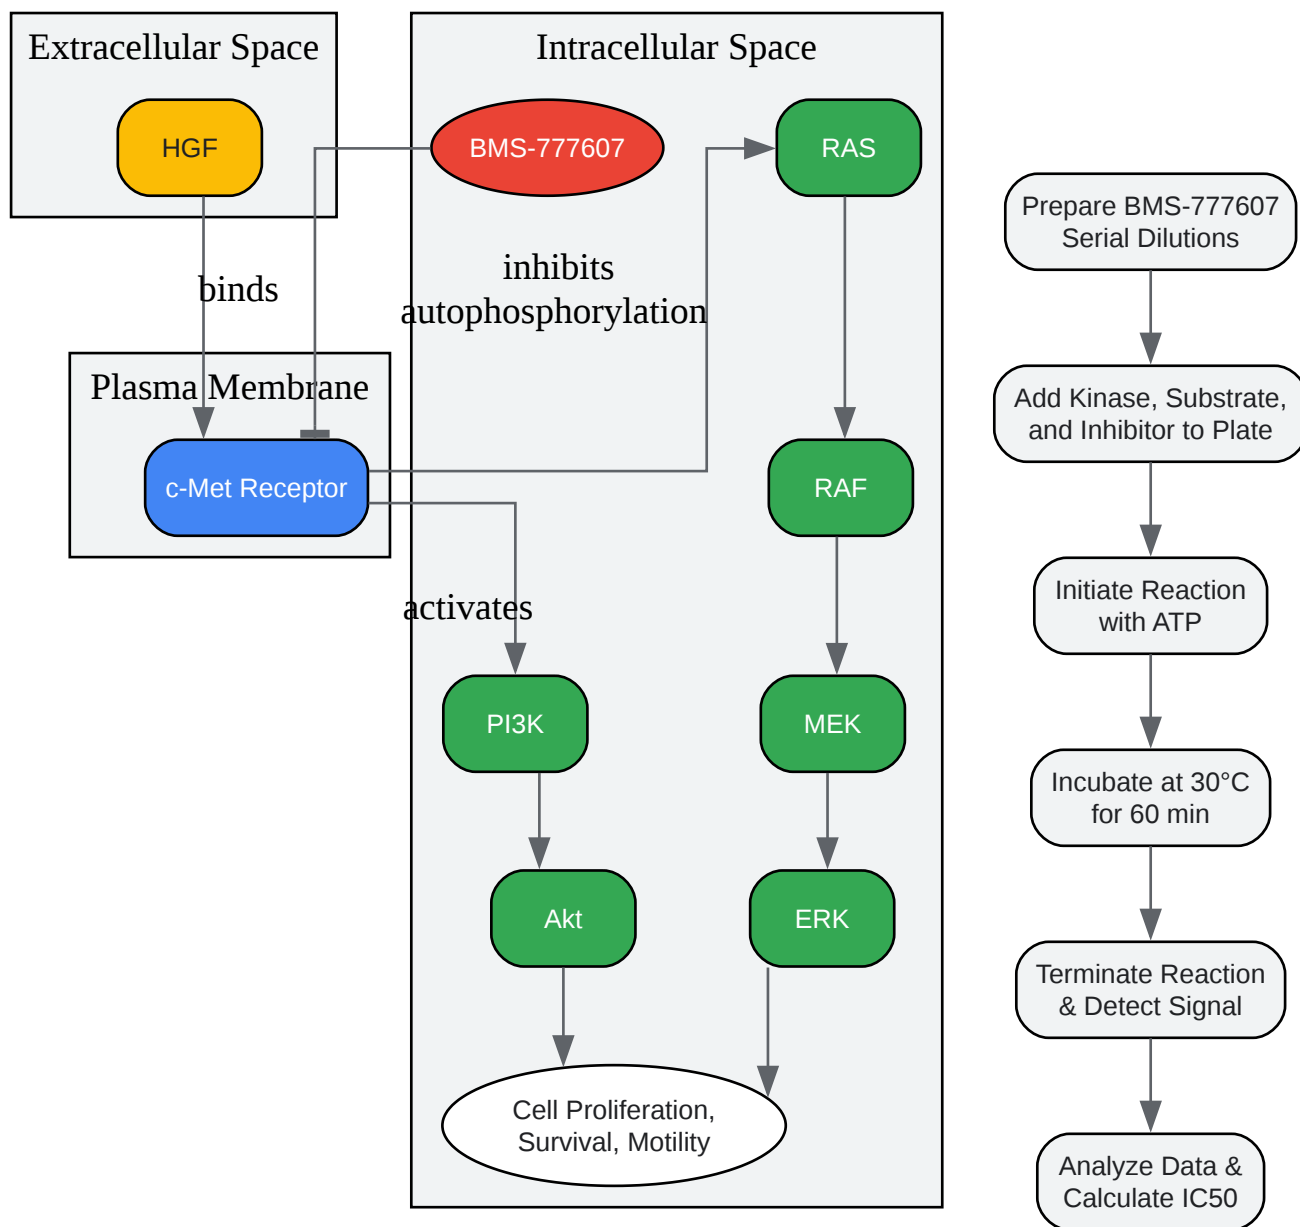 Extracellular Space
HGF
binds
Plasma Membrane
c-Met Receptor
Intracellular Space
BMS-777607
inhibits
autophosphorylation
RAS
RAF
activates
PI3K
MEK
Akt
ERK
Cell Proliferation,
Survival, Motility
Prepare BMS-777607
Serial Dilutions
Add Kinase, Substrate,
and Inhibitor to Plate
Initiate Reaction
with ATP
Incubate at 30°C
for 60 min
Terminate Reaction
& Detect Signal
Analyze Data &
Calculate IC50